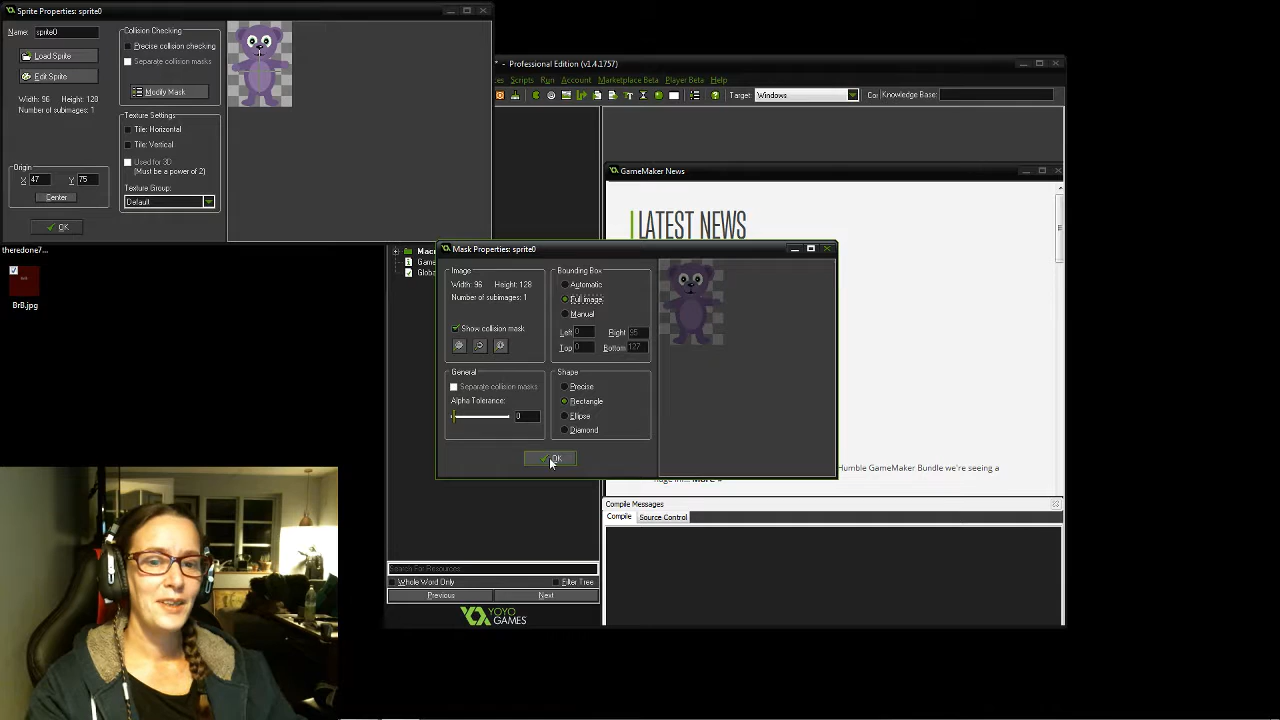 Sprite Properties: sprite0
Name: sprite0
Load Sprite
Edit Sprite
Width: 96 Height: 128
Number of subimages: 1
Origin
X 47 Y 75
Center
OK
Collision Checking
Precise collision checking
Separate collision masks
Modify Mask
Texture Settings
Tile: Horizontal
Tile: Vertical
Used for 3D
(Must be a power of 2)
Texture Group:
Default
* - Professional Edition (v1.4.1757)
Scripts Run Account Marketplace Beta Player Beta Help
Target: Windows Knowledge Base:
GameMaker News
LATEST NEWS
theredone7...
BrB.jpg
Mask Properties: sprite0
Image
Width: 96 Height: 128
Number of subimages: 1
Show collision mask
General
Separate collision masks
Alpha Tolerance:
0
Bounding Box
Automatic
Full image
Manual
Left 0 Right 95
Top 0 Bottom 127
Shape
Precise
Rectangle
Ellipse
Diamond
OK
Humble GameMaker Bundle we're seeing a
Compile Messages
Compile Source Control
Search For Resources
Whole Word Only Filter Tree
Previous Next
YOYO
GAMES™